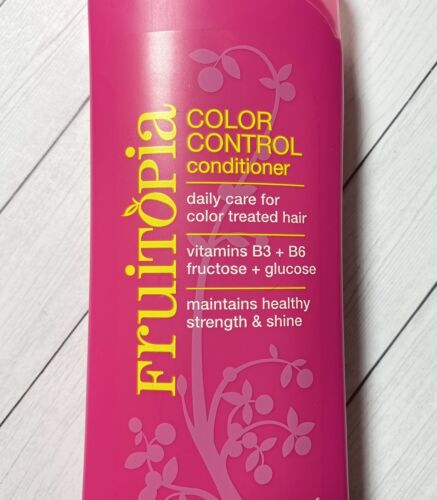 FruiTOPia
COLOR
CONTROL
conditioner
daily care for
color treated hair
vitamins B3 + B6
fructose + glucose
maintains healthy
strength & shine